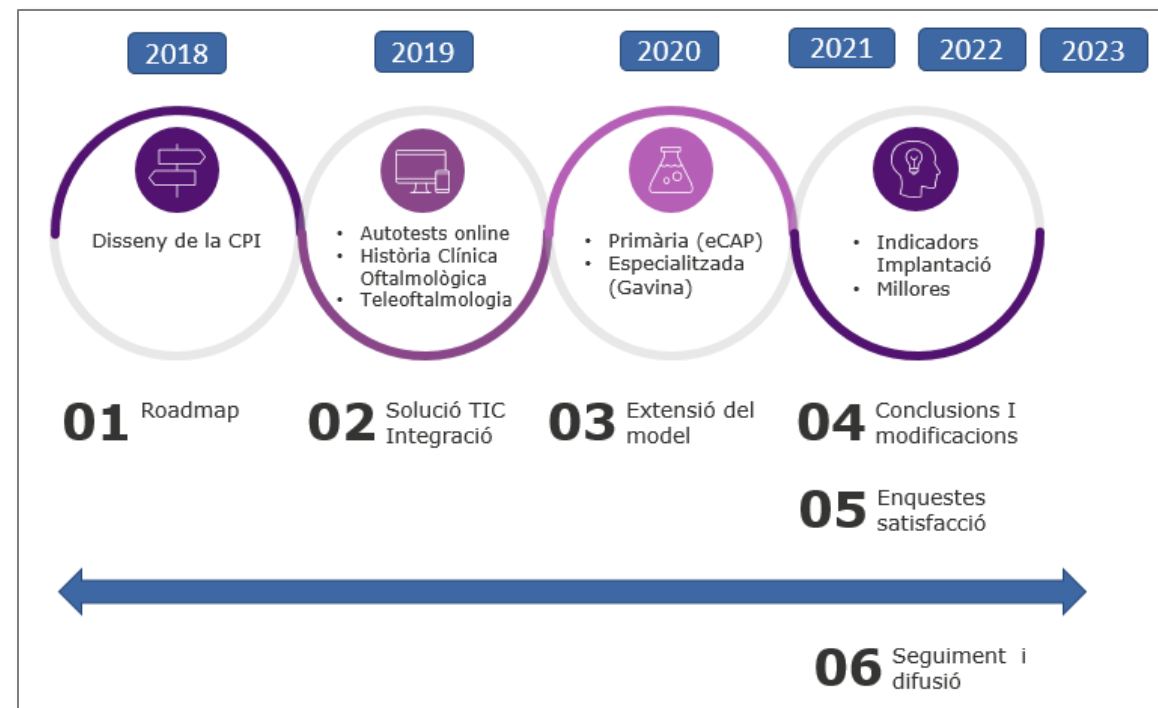 2018
2019
2020
2021
2022
2023
Disseny de la CPI
• Autotests online
• Història Clínica
Oftalmològica
• Teleoftalmologia
• Primària (eCAP)
• Especialitzada
(Gavina)
• Indicadors
Implantació
• Millores
01 Roadmap
02 Solució TIC
Integració
03 Extensió del
model
04 Conclusions I
modificacions
05 Enquestes
satisfacció
06 Seguiment i
difusió